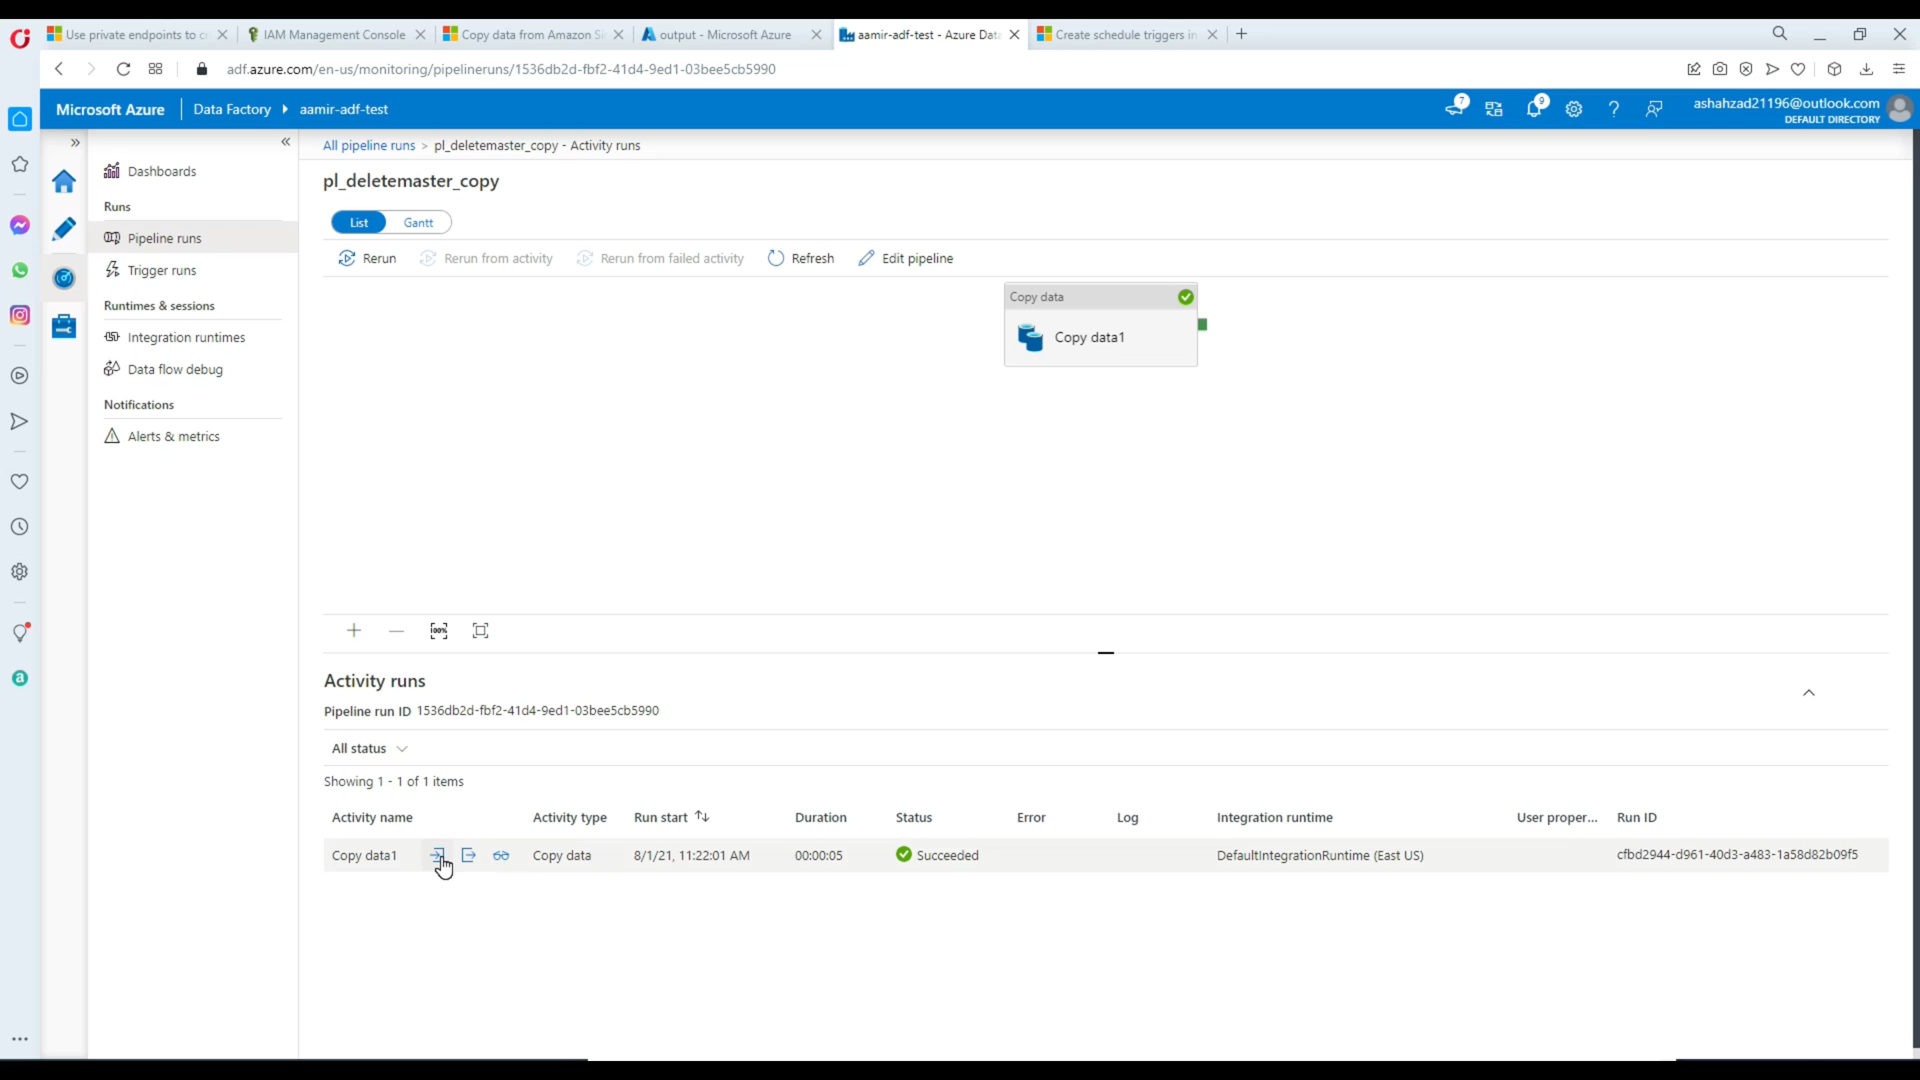 Use private endpoints to c
IAM Management Console
Copy data from Amazon Si
output - Microsoft Azure
aamir-adf-test - Azure Data
Create schedule triggers in
adf.azure.com/en-us/monitoring/pipelineruns/1536db2d-fbf2-41d4-9ed1-03bee5cb5990
Microsoft Azure
Data Factory
aamir-adf-test
7
9
ashahzad21196@outlook.com
DEFAULT DIRECTORY
Dashboards
Runs
Pipeline runs
Trigger runs
Runtimes & sessions
Integration runtimes
Data flow debug
Notifications
Alerts & metrics
All pipeline runs > pl_deletemaster_copy - Activity runs
pl_deletemaster_copy
List Gantt
Rerun Rerun from activity Rerun from failed activity Refresh Edit pipeline
Copy data
Copy data1
100%
Activity runs
Pipeline run ID 1536db2d-fbf2-41d4-9ed1-03bee5cb5990
All status
Showing 1 - 1 of 1 items
Activity name Activity type Run start Duration Status Error Log Integration runtime User proper... Run ID
Copy data1 Copy data 8/1/21, 11:22:01 AM 00:00:05 Succeeded DefaultIntegrationRuntime (East US) cfbd2944-d961-40d3-a483-1a58d82b09f5